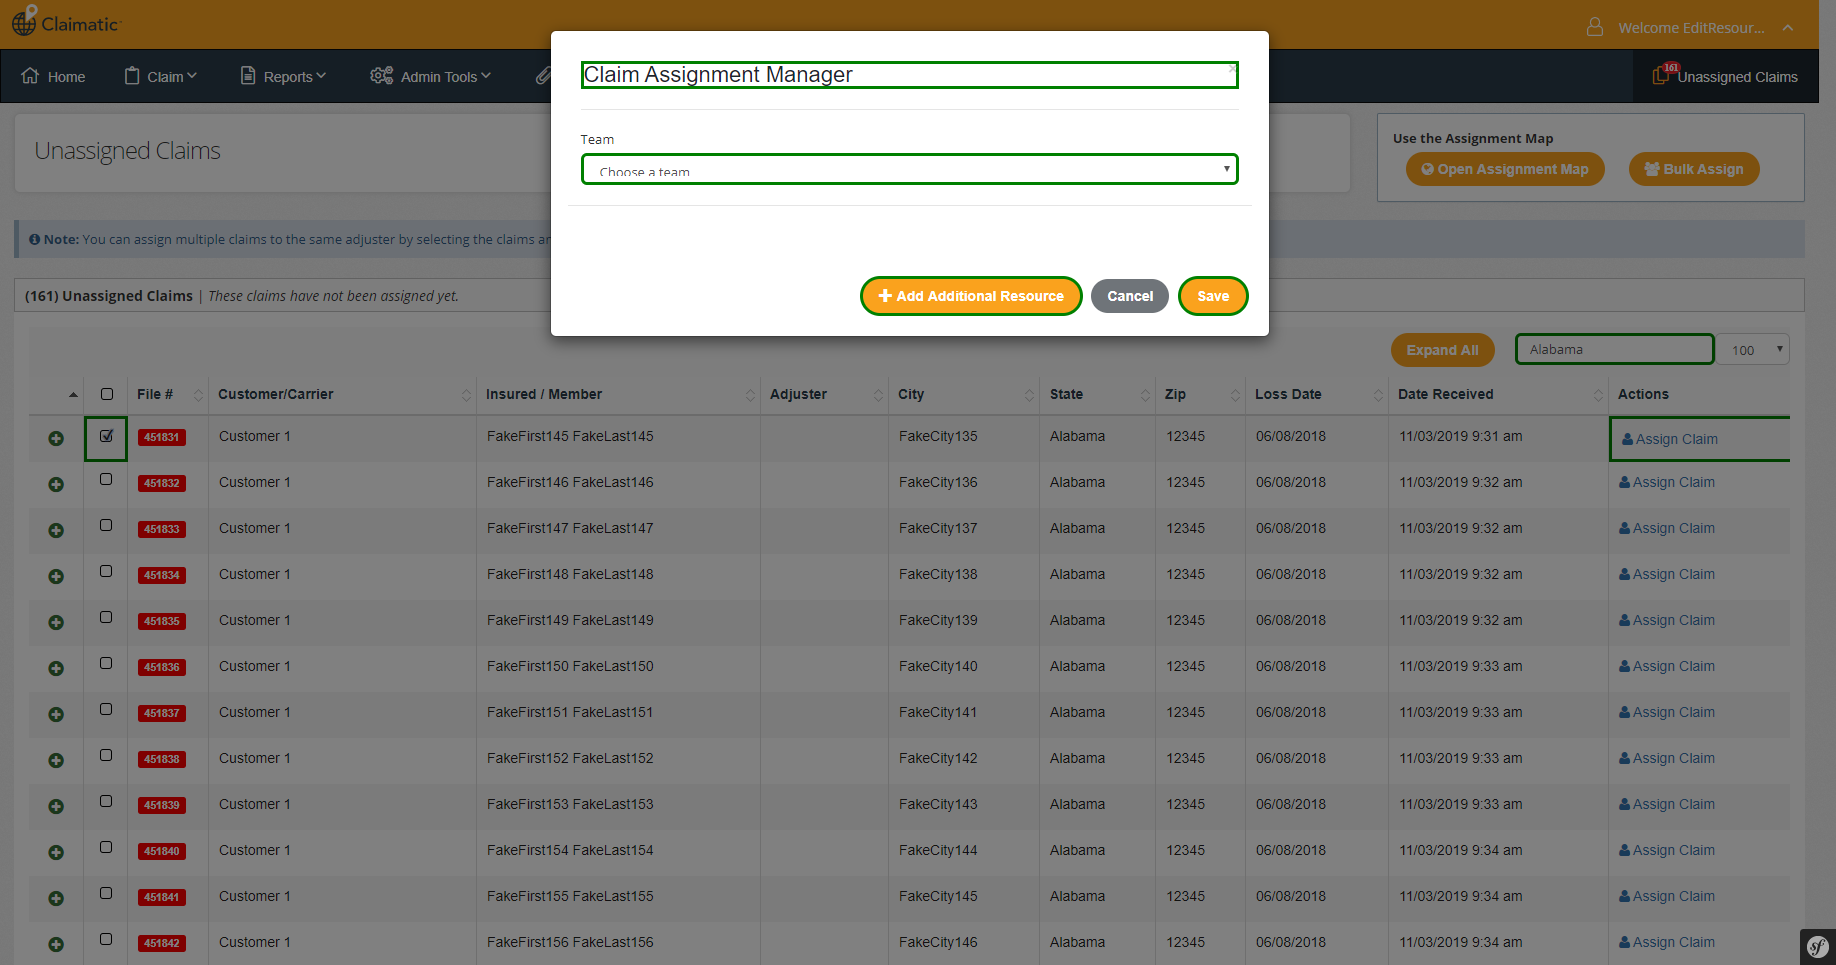 Claimatic
Welcome EditResour...
Home
Claim
Reports
Admin Tools
161
Unassigned Claims
Claim Assignment Manager
×
Team
Choose a team
Add Additional Resource
Cancel
Save
Unassigned Claims
Use the Assignment Map
Open Assignment Map
Bulk Assign
Note: You can assign multiple claims to the same adjuster by selecting the claims
(161) Unassigned Claims | These claims have not been assigned yet.
Expand All
Alabama
100
File # Customer/Carrier Insured / Member Adjuster City State Zip Loss Date Date Received Actions
451831 Customer 1 FakeFirst145 FakeLast145 FakeCity135 Alabama 12345 06/08/2018 11/03/2019 9:31 am Assign Claim
451832 Customer 1 FakeFirst146 FakeLast146 FakeCity136 Alabama 12345 06/08/2018 11/03/2019 9:32 am Assign Claim
451833 Customer 1 FakeFirst147 FakeLast147 FakeCity137 Alabama 12345 06/08/2018 11/03/2019 9:32 am Assign Claim
451834 Customer 1 FakeFirst148 FakeLast148 FakeCity138 Alabama 12345 06/08/2018 11/03/2019 9:32 am Assign Claim
451835 Customer 1 FakeFirst149 FakeLast149 FakeCity139 Alabama 12345 06/08/2018 11/03/2019 9:32 am Assign Claim
451836 Customer 1 FakeFirst150 FakeLast150 FakeCity140 Alabama 12345 06/08/2018 11/03/2019 9:33 am Assign Claim
451837 Customer 1 FakeFirst151 FakeLast151 FakeCity141 Alabama 12345 06/08/2018 11/03/2019 9:33 am Assign Claim
451838 Customer 1 FakeFirst152 FakeLast152 FakeCity142 Alabama 12345 06/08/2018 11/03/2019 9:33 am Assign Claim
451839 Customer 1 FakeFirst153 FakeLast153 FakeCity143 Alabama 12345 06/08/2018 11/03/2019 9:33 am Assign Claim
451840 Customer 1 FakeFirst154 FakeLast154 FakeCity144 Alabama 12345 06/08/2018 11/03/2019 9:34 am Assign Claim
451841 Customer 1 FakeFirst155 FakeLast155 FakeCity145 Alabama 12345 06/08/2018 11/03/2019 9:34 am Assign Claim
451842 Customer 1 FakeFirst156 FakeLast156 FakeCity146 Alabama 12345 06/08/2018 11/03/2019 9:34 am Assign Claim
sf